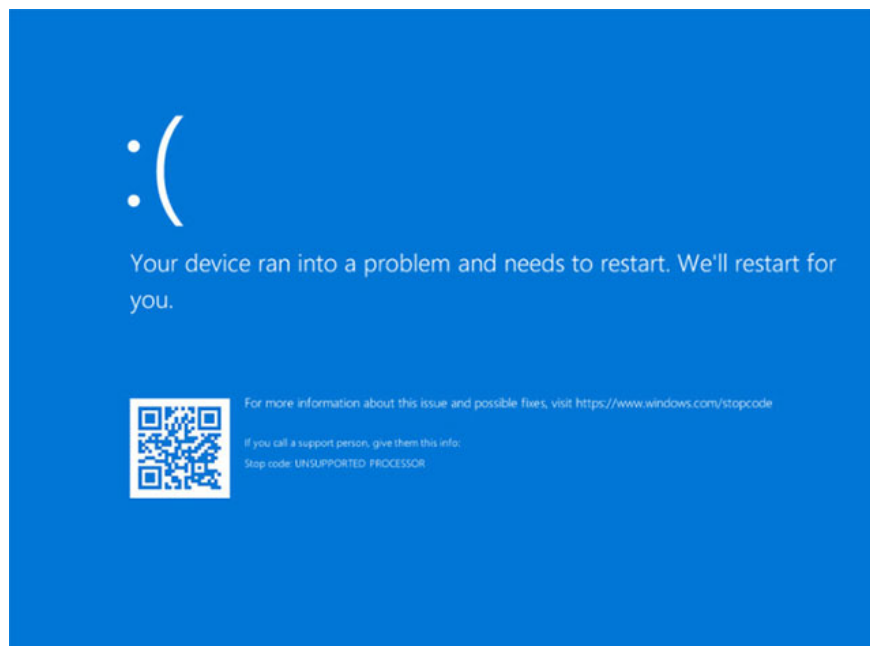 :(
Your device ran into a problem and needs to restart. We'll restart for
you.
For more information about this issue and possible fixes, visit https://www.windows.com/stopcode
If you call a support person, give them this info:
Stop code: UNSUPPORTED PROCESSOR